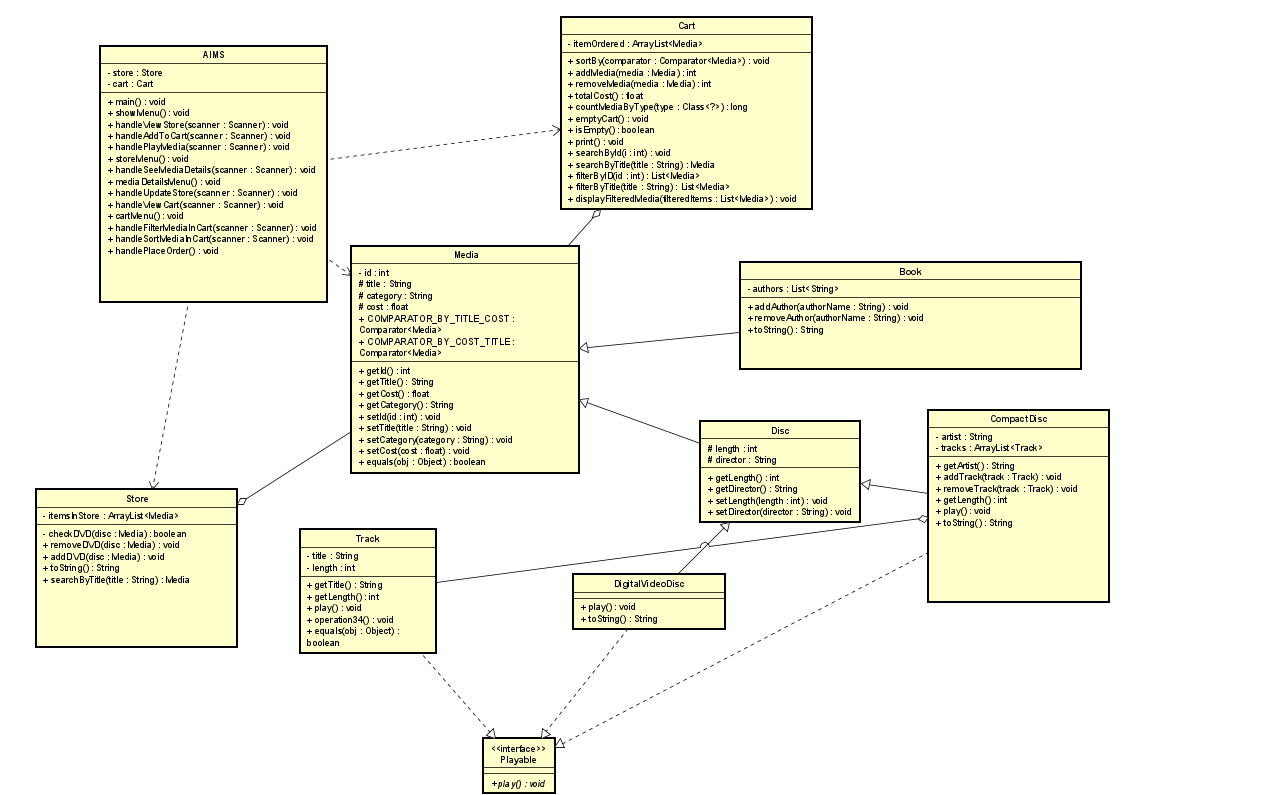 AIMS
- store : Store
- cart : Cart
+ main() : void
+ showMenu() : void
+ handleViewStore(scanner : Scanner) : void
+ handleAddToCart(scanner : Scanner) : void
+ handlePlayMedia(scanner : Scanner) : void
+ storeMenu() : void
+ handleSeeMediaDetails(scanner : Scanner) : void
+ mediaDetailsMenu() : void
+ handleUpdateStore(scanner : Scanner) : void
+ handleViewCart(scanner : Scanner) : void
+ cartMenu() : void
+ handleFilterMediaInCart(scanner : Scanner) : void
+ handleSortMediaInCart(scanner : Scanner) : void
+ handlePlaceOrder() : void
Cart
- itemOrdered : ArrayList<Media>
+ sortBy(comparator : Comparator<Media>) : void
+ addMedia(media : Media) : int
+ removeMedia(media : Media) : int
+ totalCost() : float
+ countMediaByType(type : Class<?>) : long
+ emptyCart() : void
+ isEmpty() : boolean
+ print() : void
+ searchById(i : int) : void
+ searchByTitle(title : String) : Media
+ filterByID(id : int) : List<Media>
+ filterByTitle(title : String) : List<Media>
+ displayFilteredMedia(filteredItems : List<Media>) : void
Media
- id : int
# title : String
# category : String
# cost : float
+ COMPARATOR_BY_TITLE_COST :
Comparator<Media>
+ COMPARATOR_BY_COST_TITLE :
Comparator<Media>
+ getId() : int
+ getTitle() : String
+ getCost() : float
+ getCategory() : String
+ setId(id : int) : void
+ setTitle(title : String) : void
+ setCategory(category : String) : void
+ setCost(cost : float) : void
+ equals(obj : Object) : boolean
Book
- authors : List<String>
+ addAuthor(authorName : String) : void
+ removeAuthor(authorName : String) : void
+ toString() : String
Disc
# length : int
# director : String
+ getLength() : int
+ getDirector() : String
+ setLength(length : int) : void
+ setDirector(director : String) : void
CompactDisc
- artist : String
- tracks : ArrayList<Track>
+ getArtist() : String
+ addTrack(track : Track) : void
+ removeTrack(track : Track) : void
+ getLength() : int
+ play() : void
+ toString() : String
Store
- itemsInStore : ArrayList<Media>
- checkDVD(disc : Media) : boolean
+ removeDVD(disc : Media) : void
+ addDVD(disc : Media) : void
+ toString() : String
+ searchByTitle(title : String) : Media
Track
- title : String
- length : int
+ getTitle() : String
+ getLength() : int
+ play() : void
+ operation34() : void
+ equals(obj : Object) :
boolean
DigitalVideoDisc
+ play() : void
+ toString() : String
<<interface>>
Playable
+ play() : void